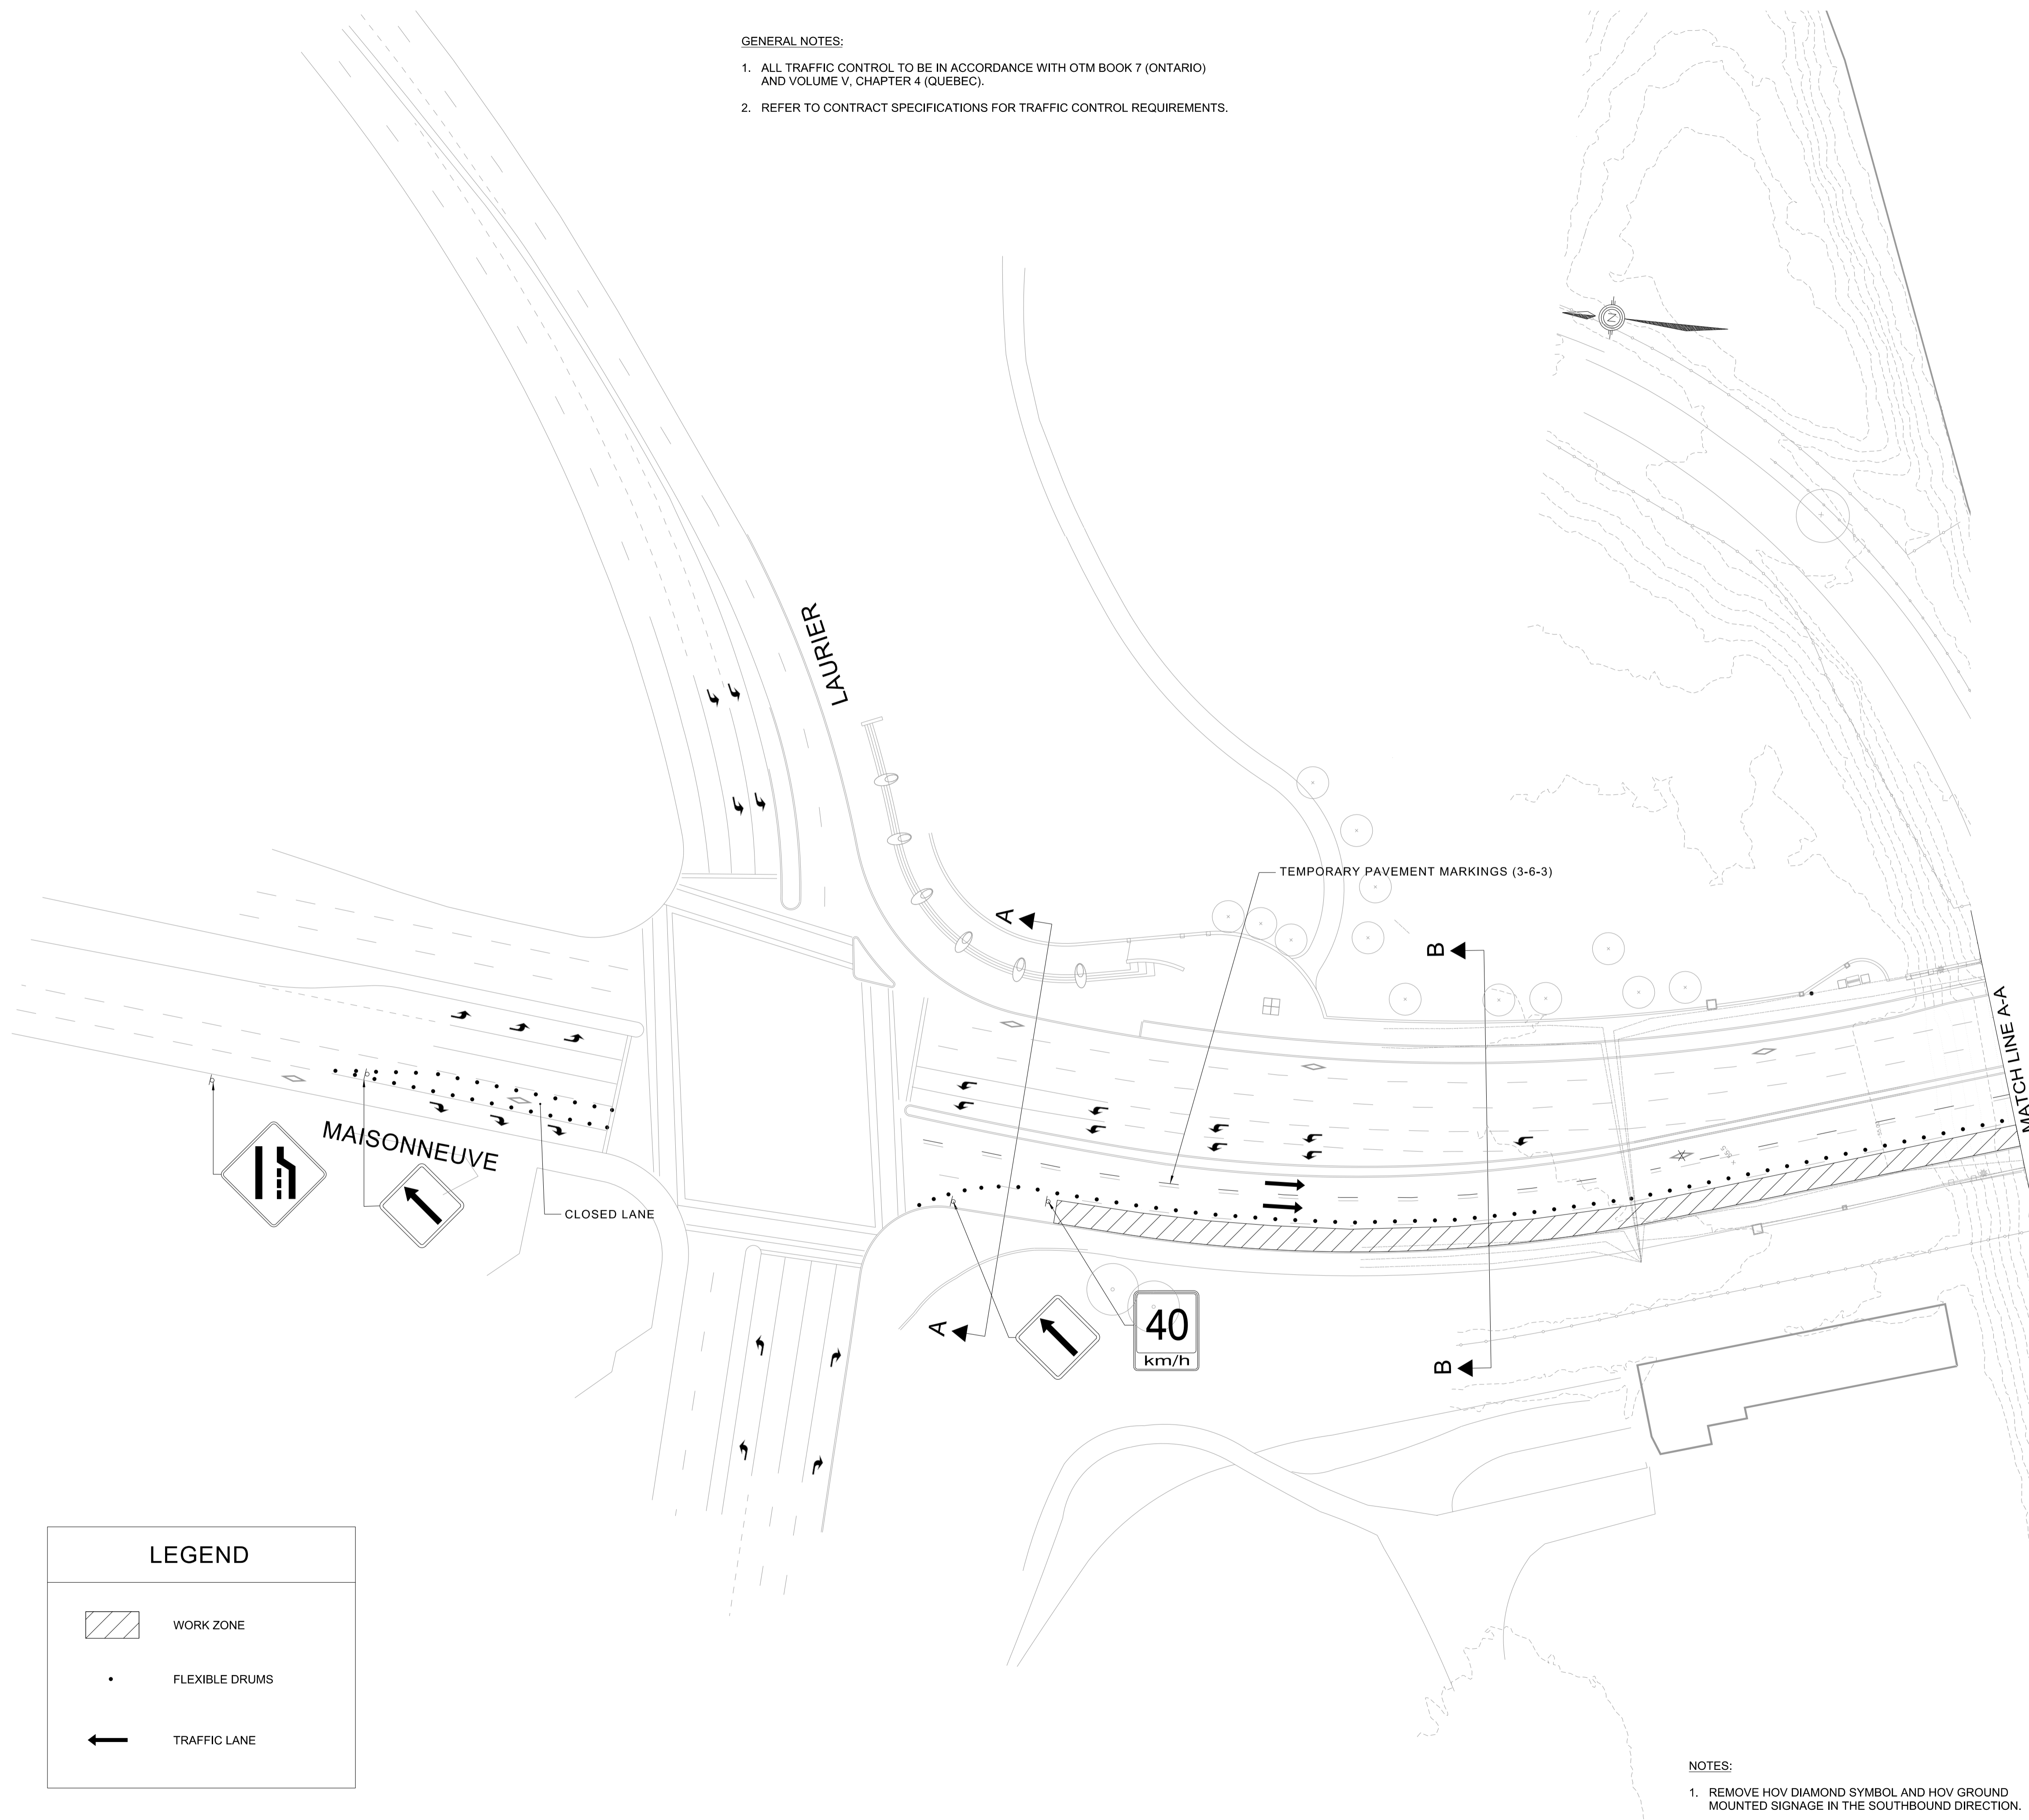 GENERAL NOTES:
1. ALL TRAFFIC CONTROL TO BE IN ACCORDANCE WITH OTM BOOK 7 (ONTARIO)
AND VOLUME V, CHAPTER 4 (QUEBEC).
2. REFER TO CONTRACT SPECIFICATIONS FOR TRAFFIC CONTROL REQUIREMENTS.
N
LAURIER
TEMPORARY PAVEMENT MARKINGS (3-6-3)
A
B
MATCH LINE A-A
MAISONNEUVE
CLOSED LANE
A
40
km/h
B
LEGEND
WORK ZONE
FLEXIBLE DRUMS
TRAFFIC LANE
NOTES:
1. REMOVE HOV DIAMOND SYMBOL AND HOV GROUND
MOUNTED SIGNAGE IN THE SOUTHBOUND DIRECTION.